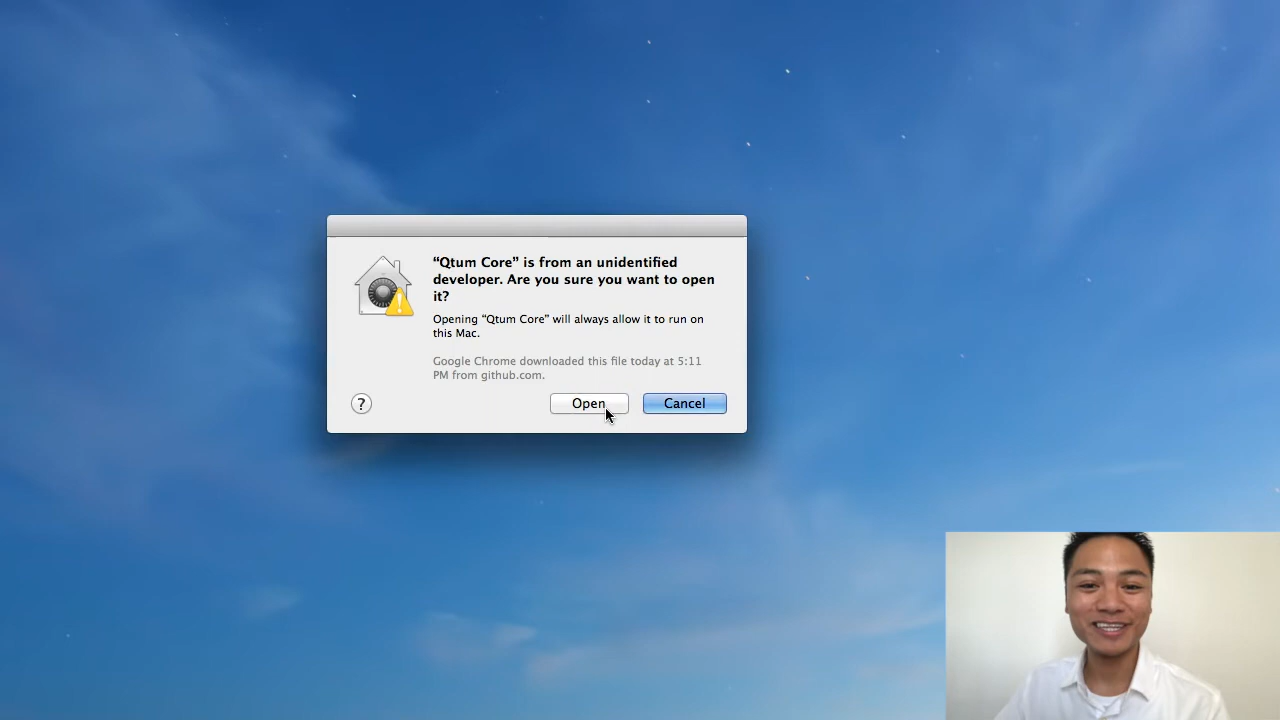 “Qtum Core” is from an unidentified
developer. Are you sure you want to open
it?
Opening “Qtum Core” will always allow it to run on
this Mac.
Google Chrome downloaded this file today at 5:11
PM from github.com.
? Open Cancel